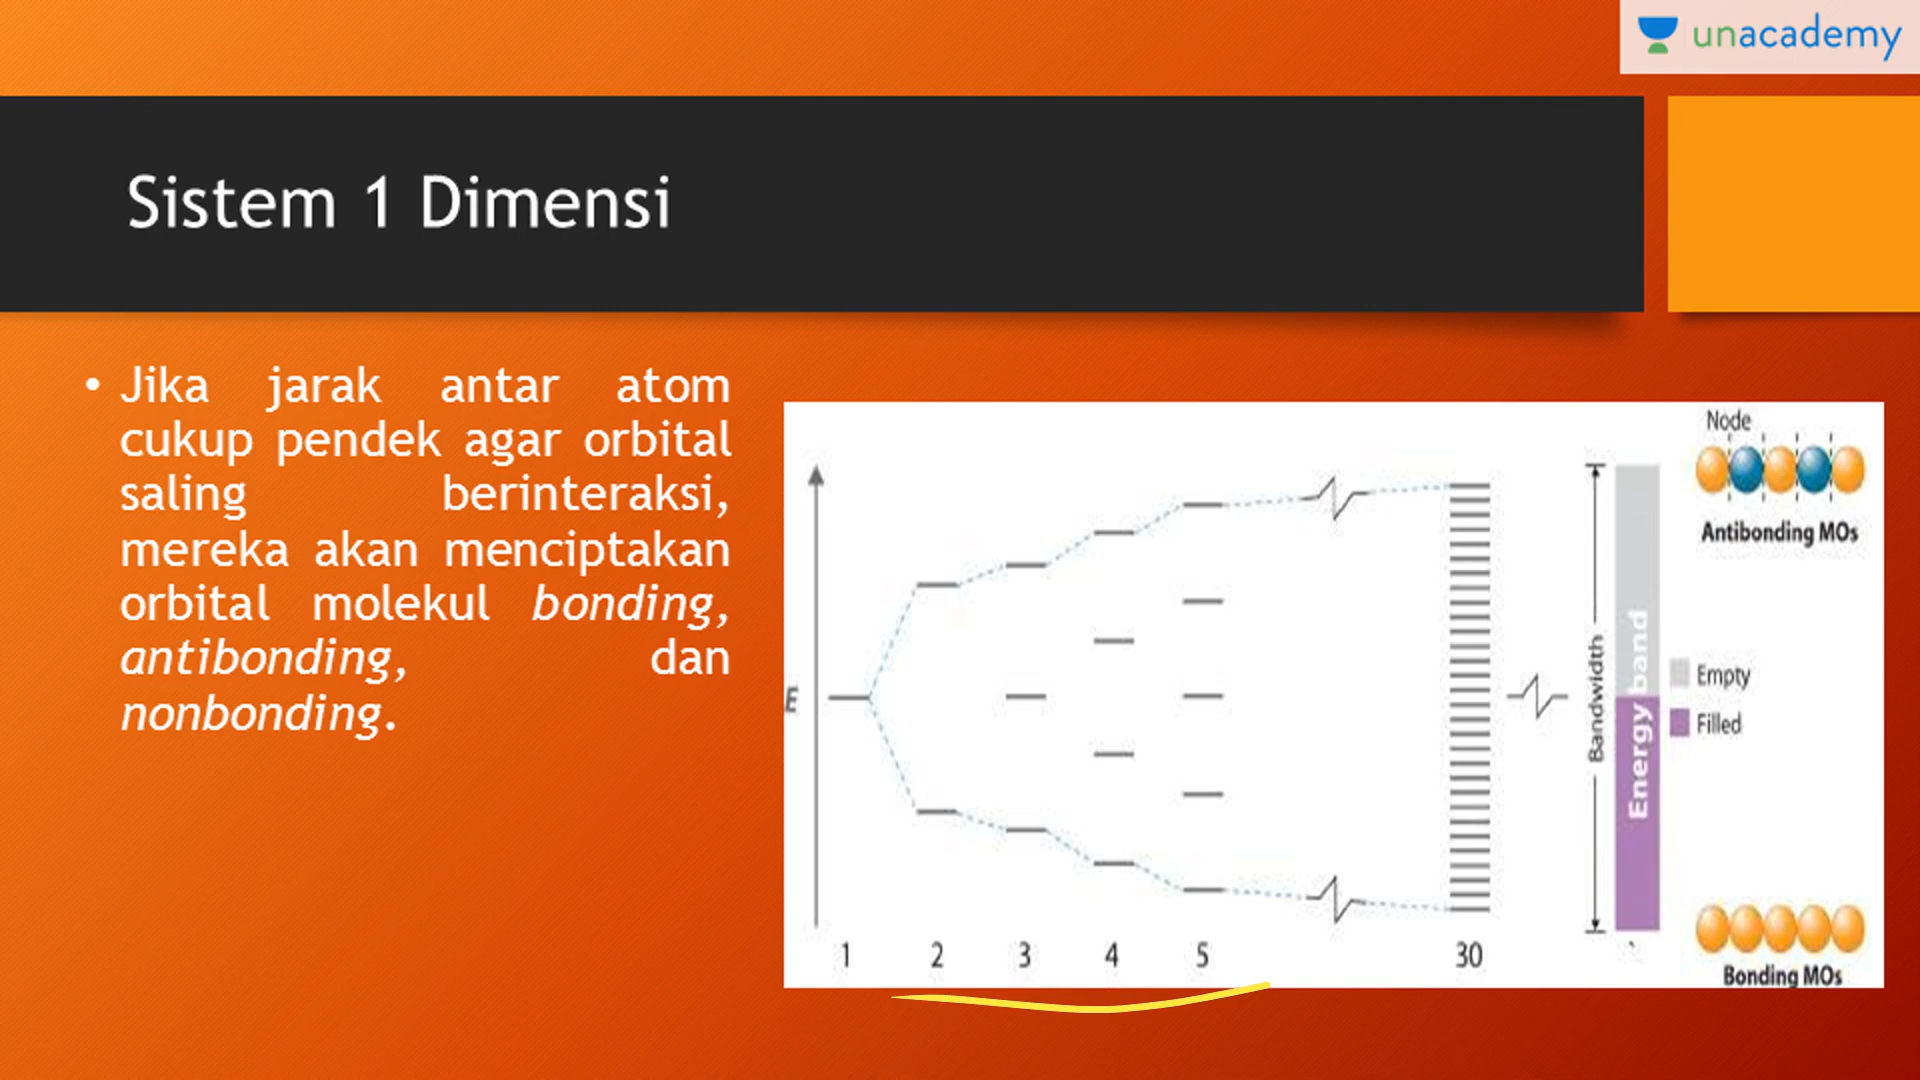 unacademy
Sistem 1 Dimensi
• Jika jarak antar atom
cukup pendek agar orbital
saling berinteraksi,
mereka akan menciptakan
orbital molekul bonding,
antibonding, dan
nonbonding.
Node
Antibonding MOs
E
Bandwidth
Energy band
Empty
Filled
1 2 3 4 5 30
Bonding MOs